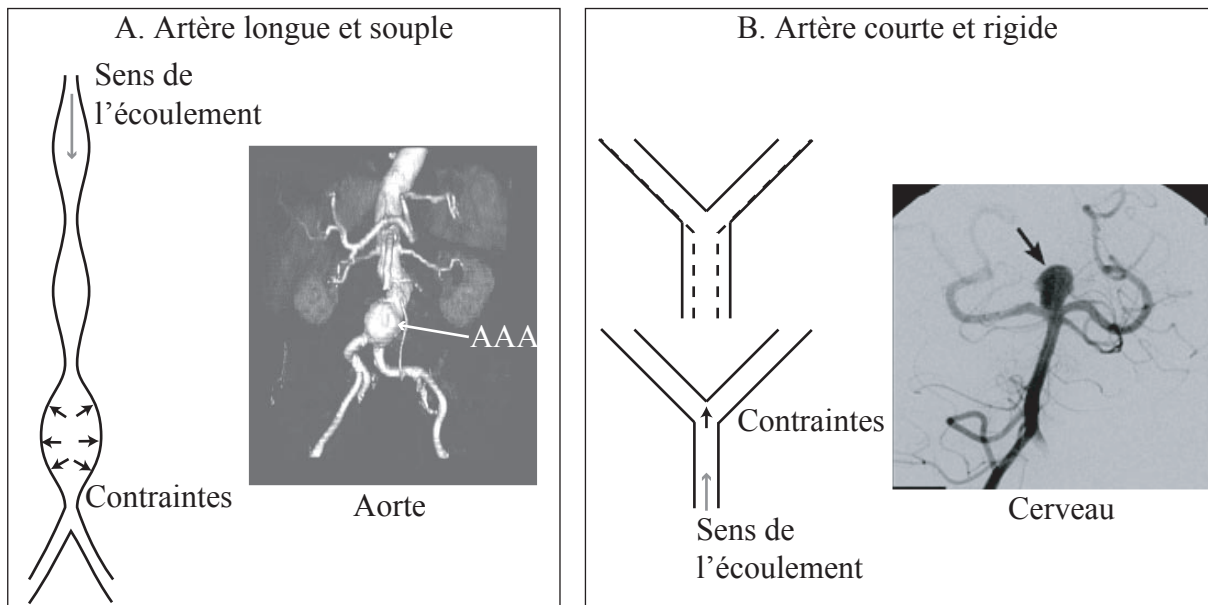 A. Artère longue et souple
Sens de
l’écoulement
AAA
Contraintes
Aorte
B. Artère courte et rigide
Contraintes
Sens de
l’écoulement
Cerveau